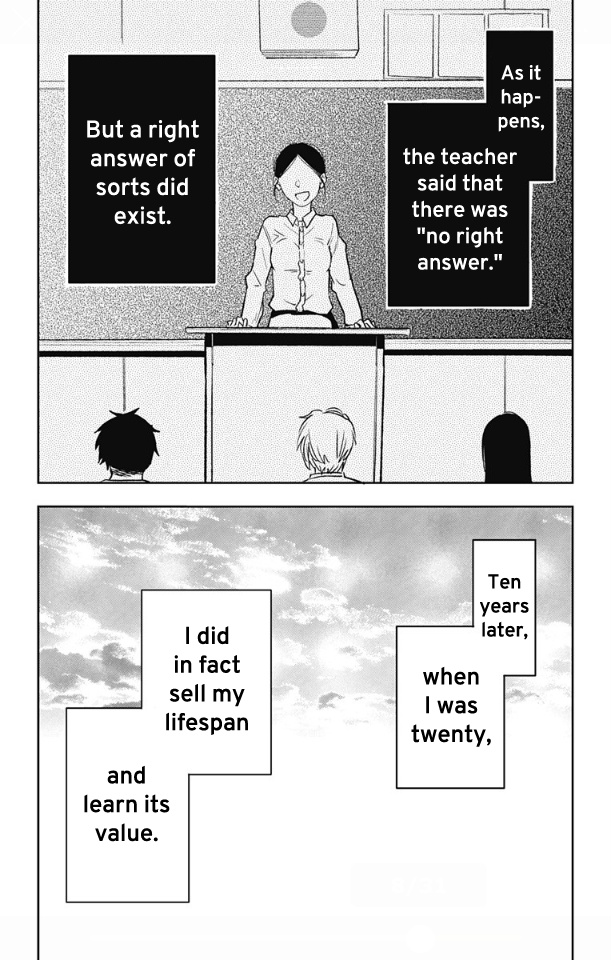 As it
hap-
pens,
the teacher
said that
there was
"no right
answer."
But a right
answer of
sorts did
exist.
Ten
years
later,
when
I was
twenty,
I did
in fact
sell my
lifespan
and
learn its
value.